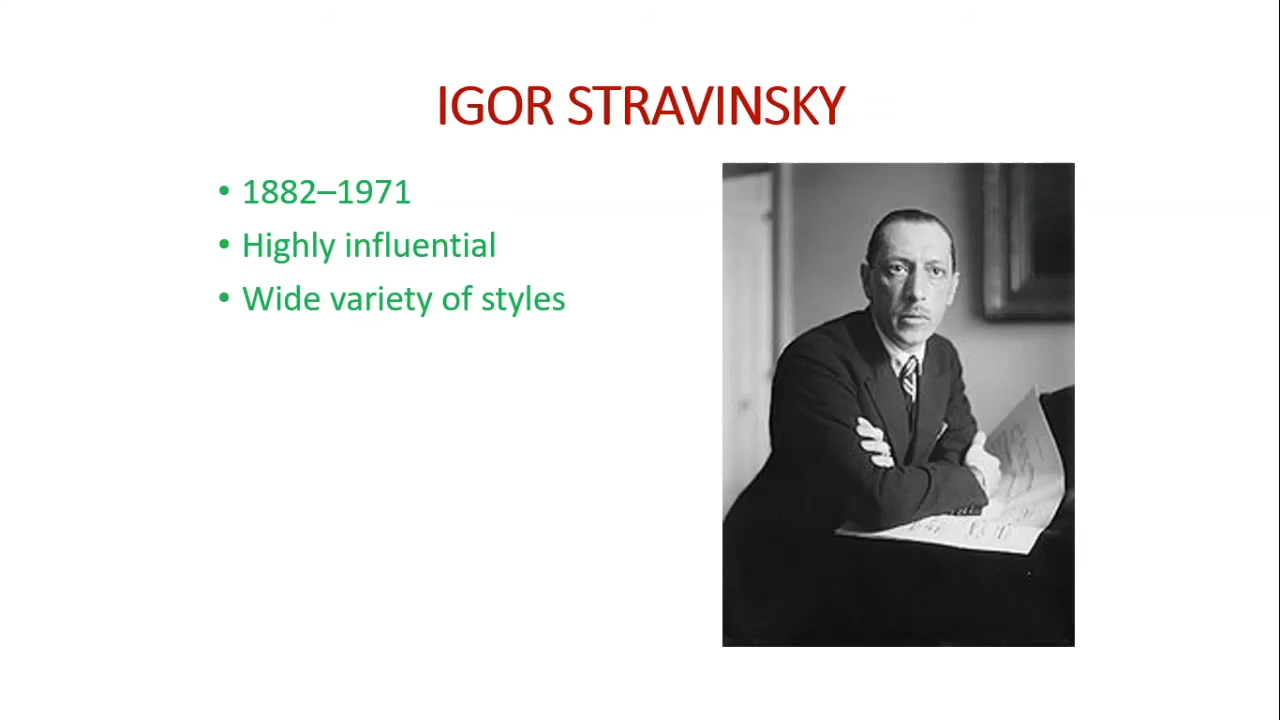 IGOR STRAVINSKY
• 1882–1971
• Highly influential
• Wide variety of styles